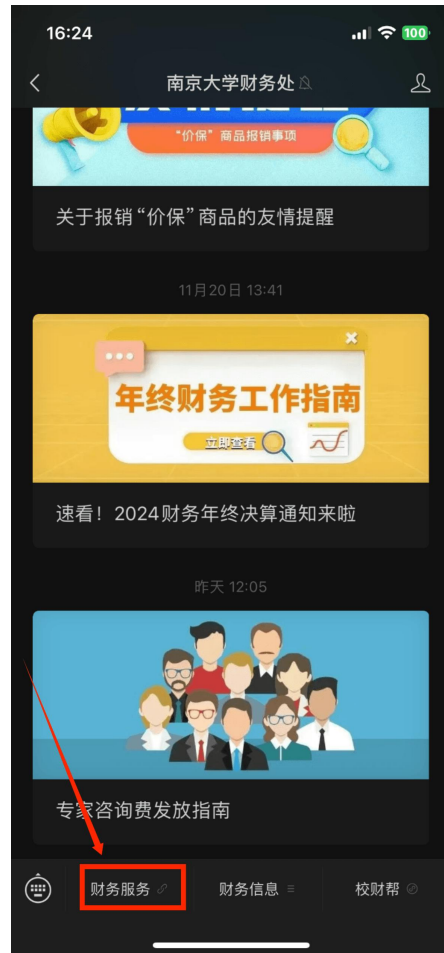 16:24
100
南京大学财务处
“价保”商品报销事项
关于报销“价保”商品的友情提醒
11月20日 13:41
年终财务工作指南
立即查看
速看！2024财务年终决算通知来啦
昨天 12:05
专家咨询费发放指南
财务服务
财务信息
校财帮